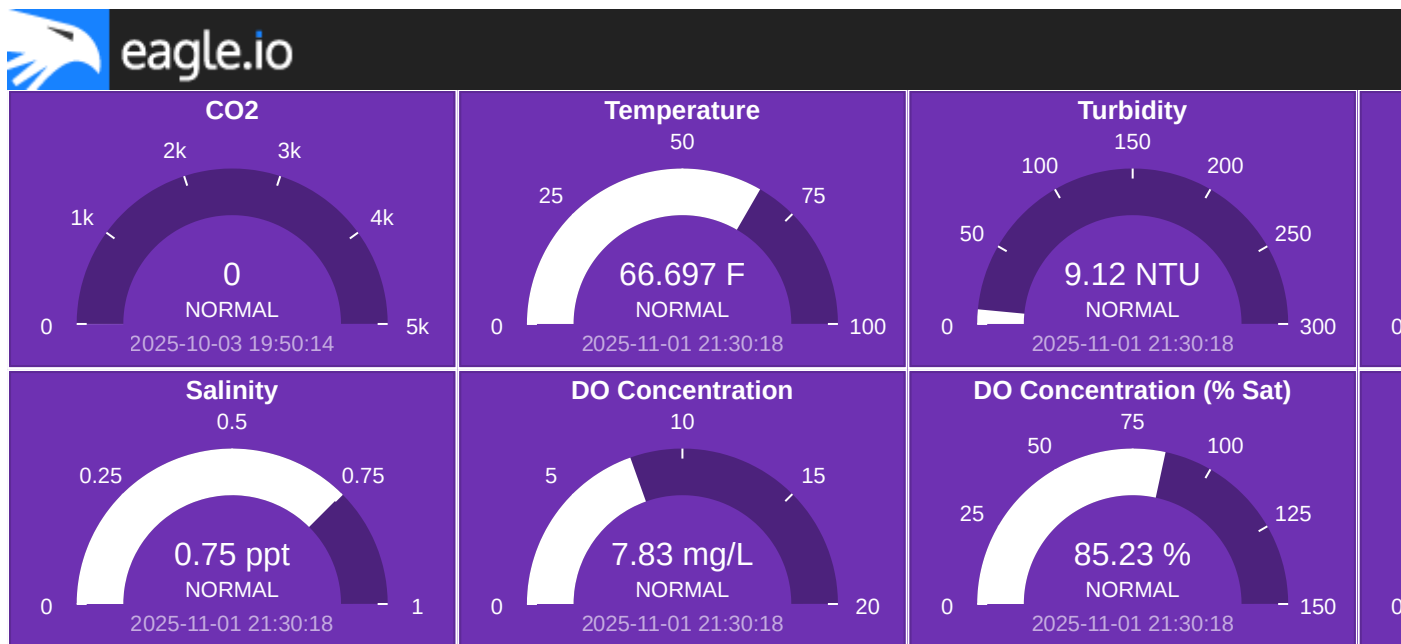 eagle.io
CO2
2k
3k
1k
4k
0
NORMAL
0
5k
2025-10-03 19:50:14
Temperature
50
25
75
66.697 F
NORMAL
0
100
2025-11-01 21:30:18
Turbidity
150
100
200
50
250
9.12 NTU
NORMAL
0
300
2025-11-01 21:30:18
0
Salinity
0.5
0.25
0.75
0.75 ppt
NORMAL
0
1
2025-11-01 21:30:18
DO Concentration
10
5
15
7.83 mg/L
NORMAL
0
20
2025-11-01 21:30:18
DO Concentration (% Sat)
75
50
100
25
125
85.23 %
NORMAL
0
150
2025-11-01 21:30:18
0